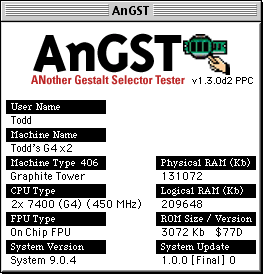 AnGST
AnGST
ANother Gestalt Selector Tester
v1.3.0d2 PPC
User Name
Todd
Machine Name
Todd's G4 x2
Machine Type 406
Physical RAM (Kb)
Graphite Tower
131072
CPU Type
Logical RAM (Kb)
2x 7400 (G4) (450 MHz)
209648
FPU Type
ROM Size / Version
On Chip FPU
3072 Kb $77D
System Version
System Update
System 9.0.4
1.0.0 [Final] 0